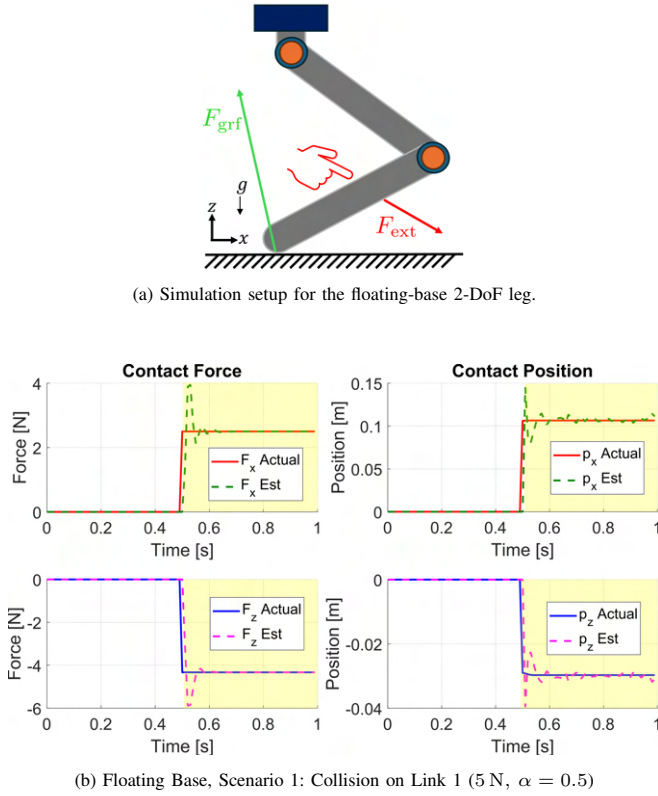 F_grf
g
z
x
F_ext
(a) Simulation setup for the floating-base 2-DoF leg.
Contact Force
Force [N]
4
2
0
F_x Actual
F_x Est
0 0.2 0.4 0.6 0.8 1
Time [s]
Contact Position
Position [m]
0.15
0.1
0.05
0
p_x Actual
p_x Est
0 0.2 0.4 0.6 0.8 1
Time [s]
Force [N]
0
-2
-4
-6
F_z Actual
F_z Est
0 0.2 0.4 0.6 0.8 1
Time [s]
Position [m]
0
-0.02
-0.04
p_z Actual
p_z Est
0 0.2 0.4 0.6 0.8 1
Time [s]
(b) Floating Base, Scenario 1: Collision on Link 1 (5 N, α = 0.5)